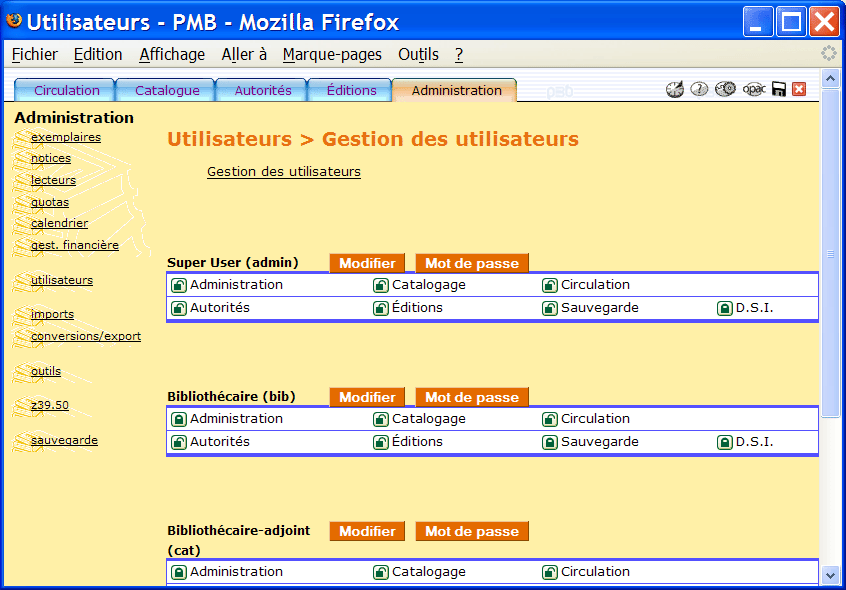 Utilisateurs - PMB - Mozilla Firefox
Fichier Edition Affichage Aller à Marque-pages Outils ?
Circulation Catalogue Autorités Éditions Administration opac
Administration
exemplaires
notices
lecteurs
quotas
calendrier
gest. financière
utilisateurs
imports
conversions/export
outils
z39.50
sauvegarde
Utilisateurs > Gestion des utilisateurs
Gestion des utilisateurs
Super User (admin) Modifier Mot de passe
Administration Catalogage Circulation
Autorités Éditions Sauvegarde D.S.I.
Bibliothécaire (bib) Modifier Mot de passe
Administration Catalogage Circulation
Autorités Éditions Sauvegarde D.S.I.
Bibliothécaire-adjoint Modifier Mot de passe
(cat)
Administration Catalogage Circulation